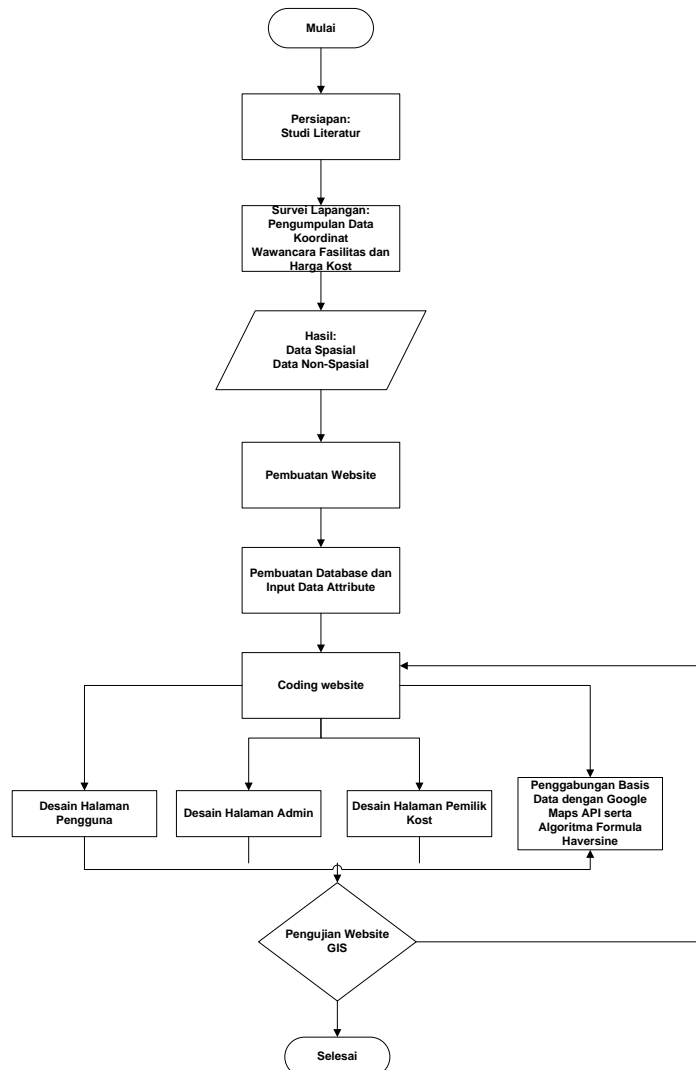 Mulai
Persiapan:
Studi Literatur
Survei Lapangan:
Pengumpulan Data
Koordinat
Wawancara Fasilitas dan
Harga Kost
Hasil:
Data Spasial
Data Non-Spasial
Pembuatan Website
Pembuatan Database dan
Input Data Attribute
Coding website
Desain Halaman
Pengguna
Desain Halaman Admin
Desain Halaman Pemilik
Kost
Penggabungan Basis
Data dengan Google
Maps API serta
Algoritma Formula
Haversine
Pengujian Website
GIS
Selesai